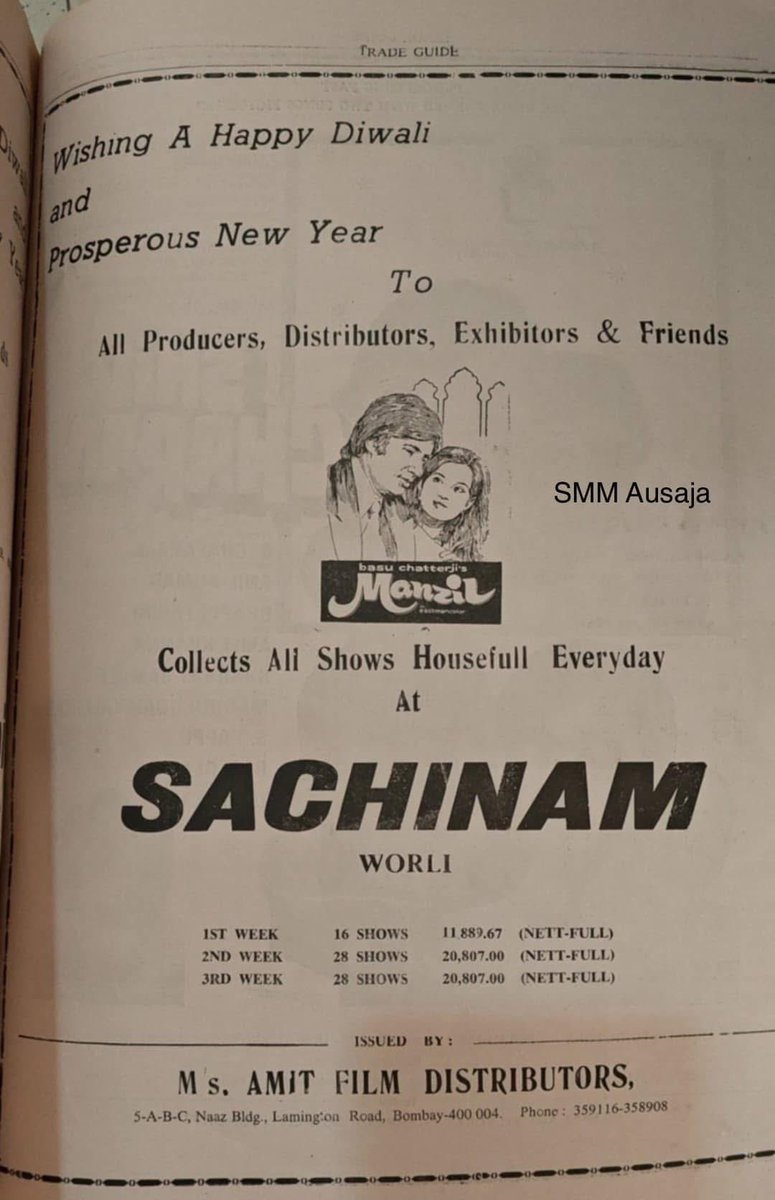 TRADE GUIDE
Wishing A Happy Diwali
and
Prosperous New Year
To
All Producers, Distributors, Exhibitors & Friends
SMM Ausaja
basu chatterji's
Manzil
in eastmancolor
Collects All Shows Housefull Everyday
At
SACHINAM
WORLI
1ST WEEK 16 SHOWS 11,889.67 (NETT-FULL)
2ND WEEK 28 SHOWS 20,807.00 (NETT-FULL)
3RD WEEK 28 SHOWS 20,807.00 (NETT-FULL)
ISSUED BY:
M's. AMIT FILM DISTRIBUTORS,
5-A-B-C, Naaz Bldg., Lamington Road, Bombay-400 004. Phone: 359116-358908